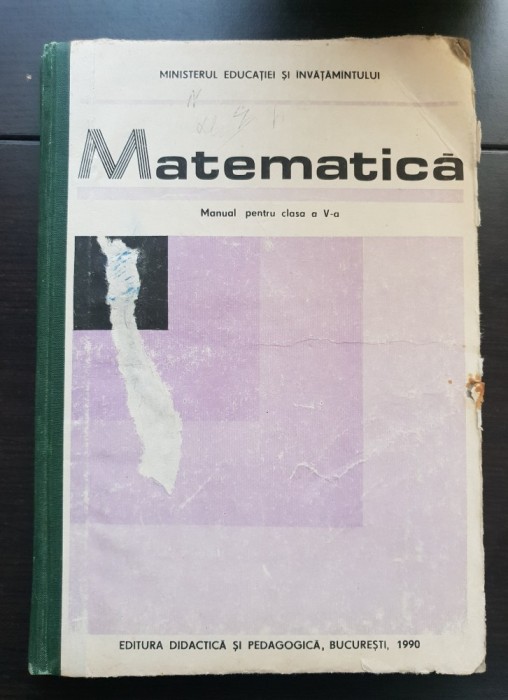 MINISTERUL EDUCAȚIEI ȘI ÎNVĂȚĂMÎNTULUI
Matematică
Manual pentru clasa a V-a
EDITURA DIDACTICĂ ȘI PEDAGOGICĂ, BUCUREȘTI, 1990